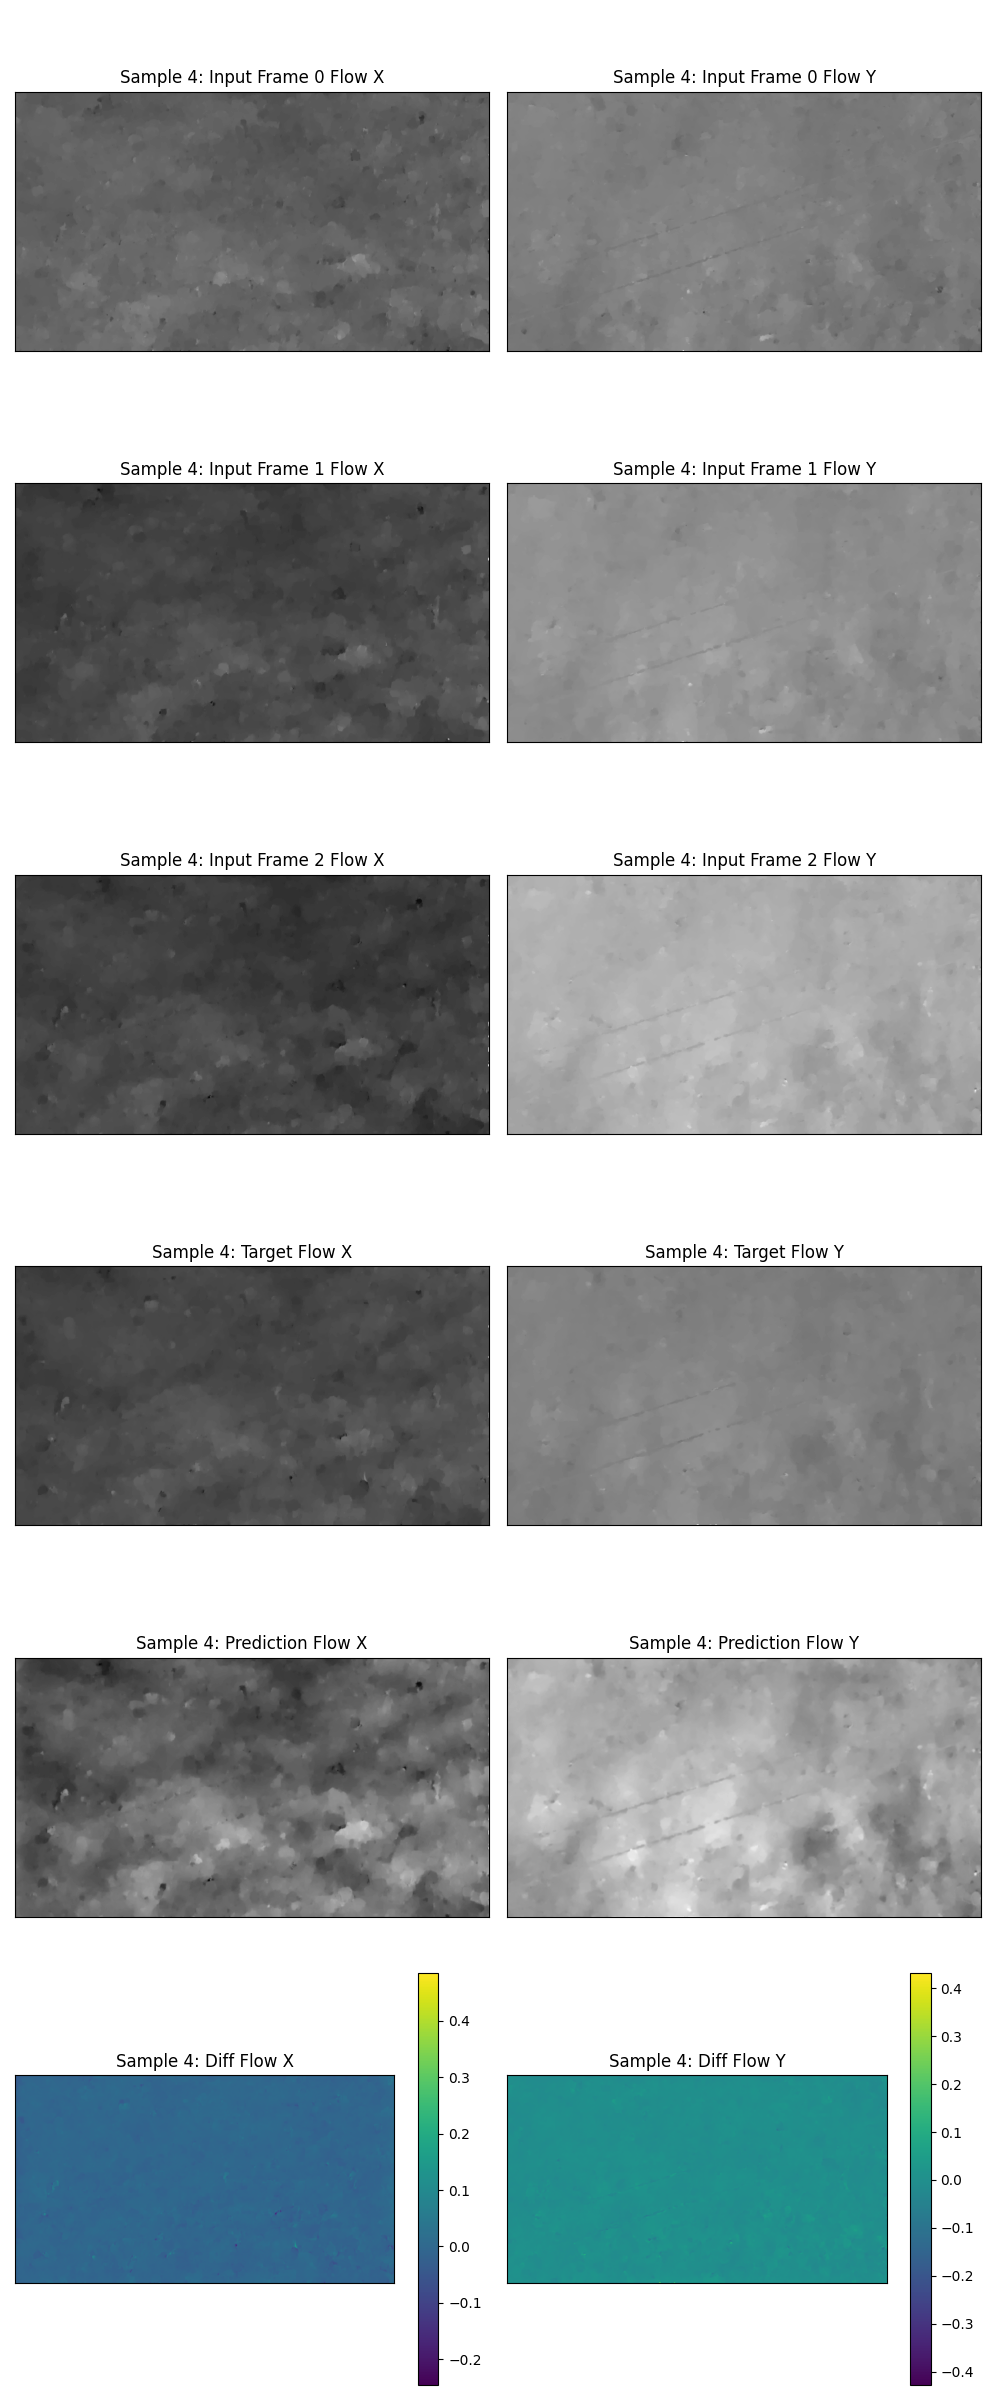 Sample 4: Input Frame 0 Flow X
Sample 4: Input Frame 0 Flow Y
Sample 4: Input Frame 1 Flow X
Sample 4: Input Frame 1 Flow Y
Sample 4: Input Frame 2 Flow X
Sample 4: Input Frame 2 Flow Y
Sample 4: Target Flow X
Sample 4: Target Flow Y
Sample 4: Prediction Flow X
Sample 4: Prediction Flow Y
Sample 4: Diff Flow X
0.4
0.3
0.2
0.1
0.0
−0.1
−0.2
Sample 4: Diff Flow Y
0.4
0.3
0.2
0.1
0.0
−0.1
−0.2
−0.3
−0.4